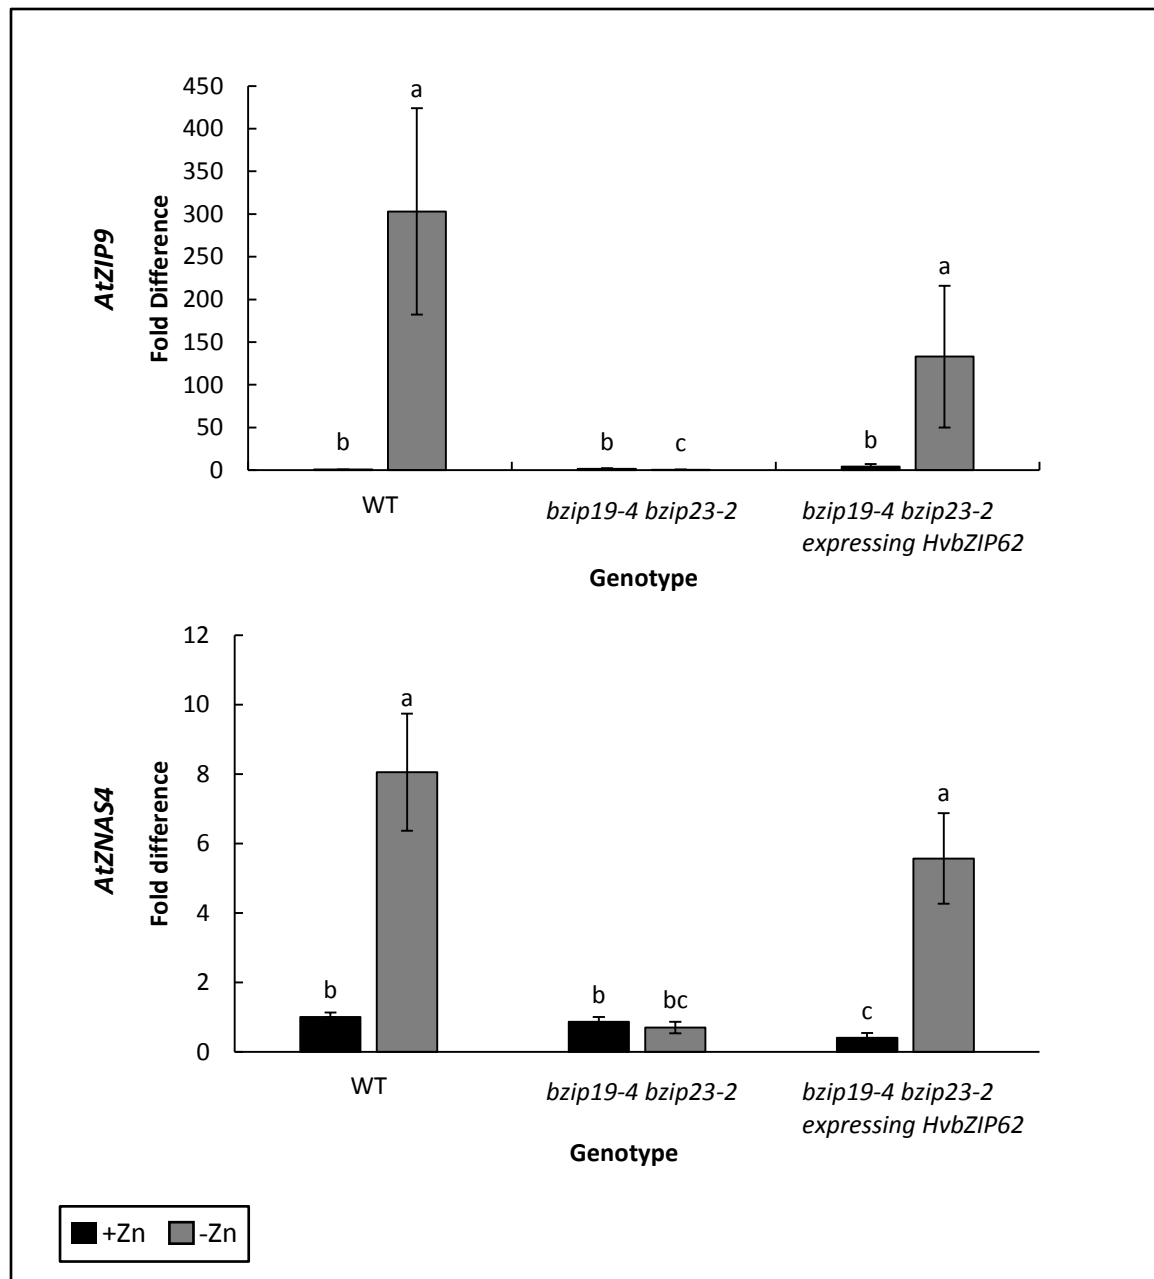 450
400
350
300
250
200
150
100
50
0
AtZIP9
Fold Difference
a
b
b
c
b
a
WT
bzip19-4 bzip23-2
bzip19-4 bzip23-2
expressing HvbZIP62
Genotype
12
10
8
6
4
2
0
AtZNAS4
Fold difference
a
b
b
bc
c
a
WT
bzip19-4 bzip23-2
bzip19-4 bzip23-2
expressing HvbZIP62
Genotype
+Zn -Zn